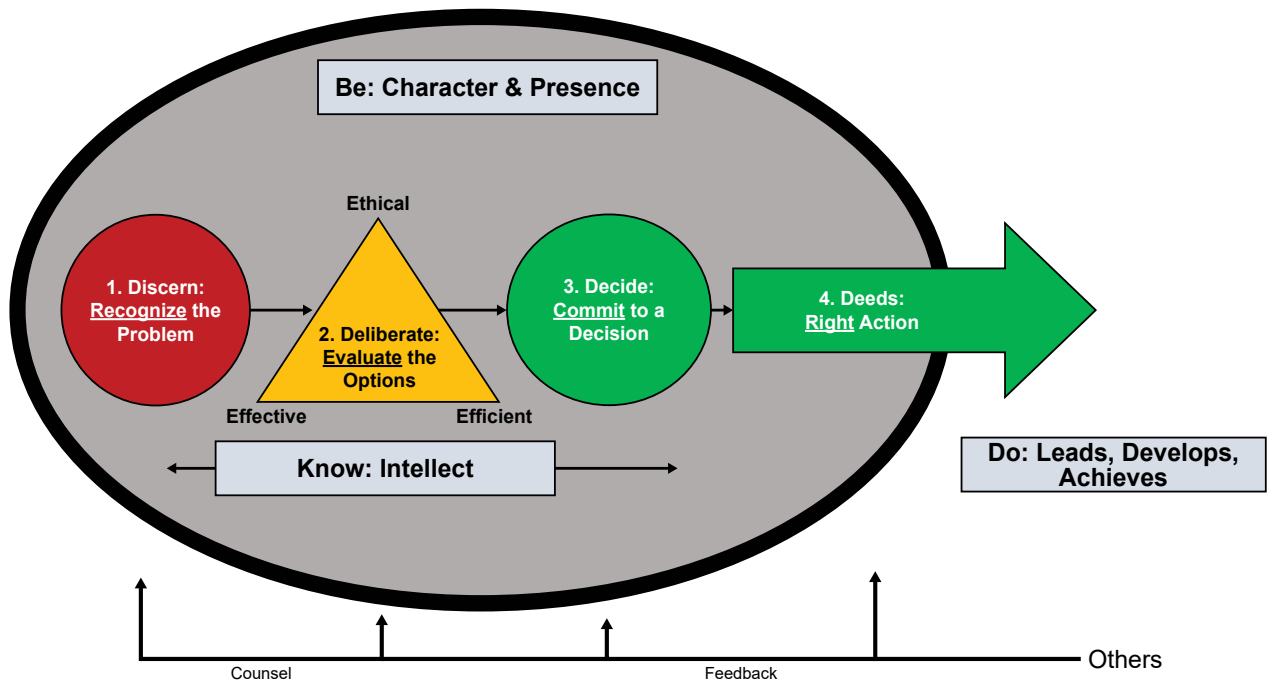 Be: Character & Presence
Ethical
1. Discern:
Recognize the
Problem
2. Deliberate:
Evaluate the
Options
Effective
Efficient
3. Decide:
Commit to a
Decision
4. Deeds:
Right Action
Know: Intellect
Do: Leads, Develops,
Achieves
Counsel
Feedback
Others